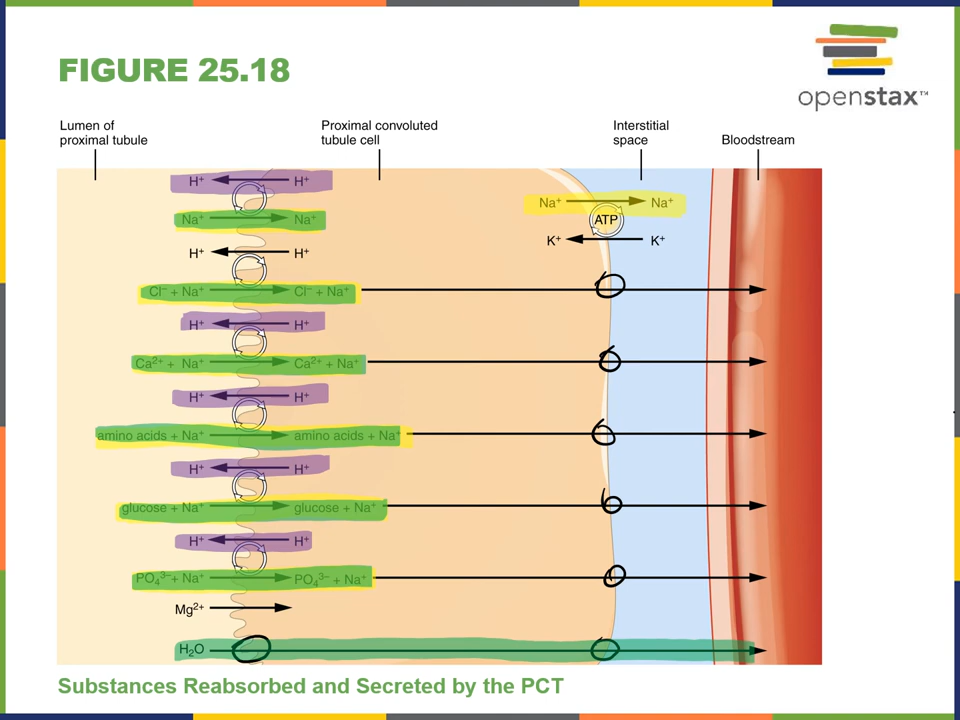 FIGURE 25.18
openstax™
Lumen of
proximal tubule
Proximal convoluted
tubule cell
Interstitial
space
Bloodstream
H⁺ H⁺
Na⁺ Na⁺
Na⁺ Na⁺
ATP
K⁺ K⁺
H⁺ H⁺
Cl⁻ + Na⁺ Cl⁻ + Na⁺
H⁺ H⁺
Ca²⁺ + Na⁺ Ca²⁺ + Na⁺
H⁺ H⁺
amino acids + Na⁺ amino acids + Na⁺
H⁺ H⁺
glucose + Na⁺ glucose + Na⁺
H⁺ H⁺
PO₄³⁻ + Na⁺ PO₄³⁻ + Na⁺
Mg²⁺
H₂O
Substances Reabsorbed and Secreted by the PCT